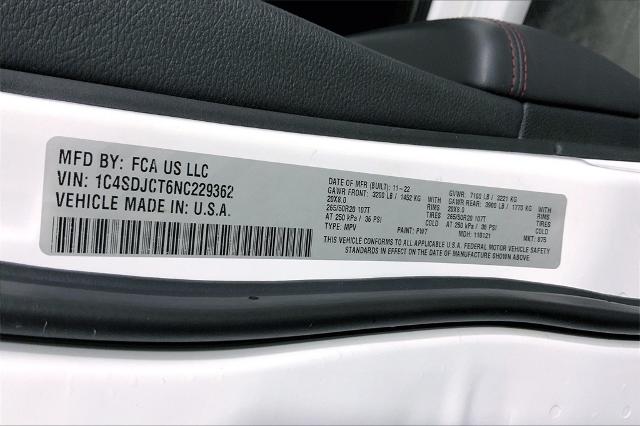 MFD BY: FCA US LLC
VIN: 1C4SDJCT6NC229362
VEHICLE MADE IN: U.S.A.
DATE OF MFR (BUILT): 11-22 GVWR: 7100 LB / 3221 KG
GAWR FRONT: 3200 LB / 1452 KG WITH GAWR REAR: 3900 LB / 1770 KG WITH
20X8.0 RIMS 20X8.0 RIMS
265/50R20 107T TIRES 265/50R20 107T TIRES
AT 250 kPa / 36 PSI COLD AT 250 kPa / 36 PSI COLD
TYPE: MPV PAINT: PW7 MDH: 118121 MKT: 875
THIS VEHICLE CONFORMS TO ALL APPLICABLE U.S.A. FEDERAL MOTOR VEHICLE SAFETY
STANDARDS IN EFFECT ON THE DATE OF MANUFACTURE SHOWN ABOVE.